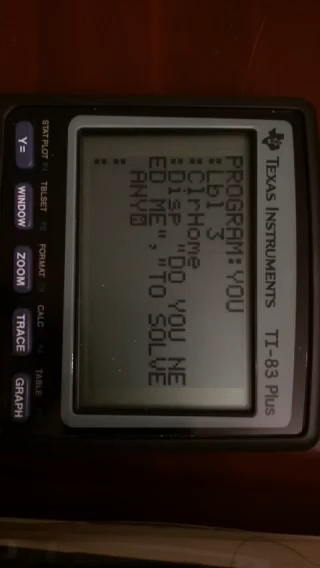 TEXAS INSTRUMENTS TI-83 Plus
PROGRAM:YOU
:Lbl 3
:ClrHome
:Disp "DO YOU NE
ED ME","TO SOLVE
 ANY
:
:
STAT PLOT F1 TBLSET F2 FORMAT F3 CALC F4 TABLE F5
Y= WINDOW ZOOM TRACE GRAPH